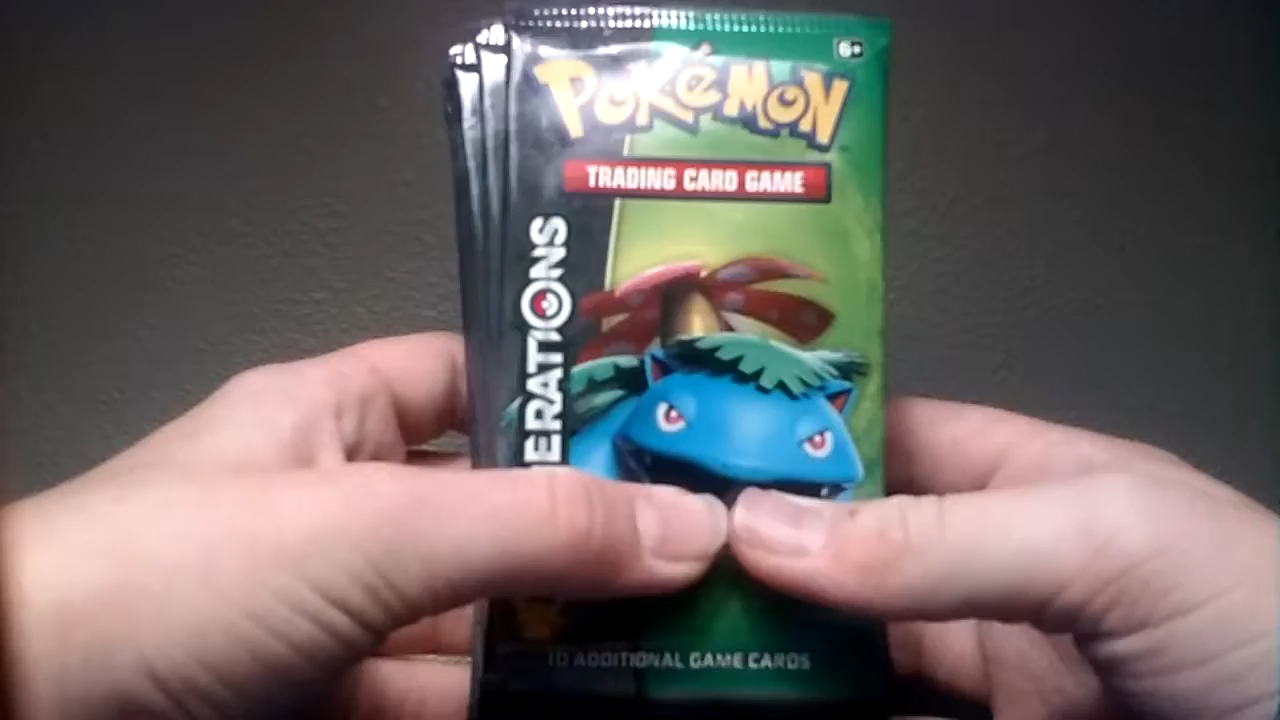 6+
POKéMON
TRADING CARD GAME
ERATIONS
10 ADDITIONAL GAME CARDS